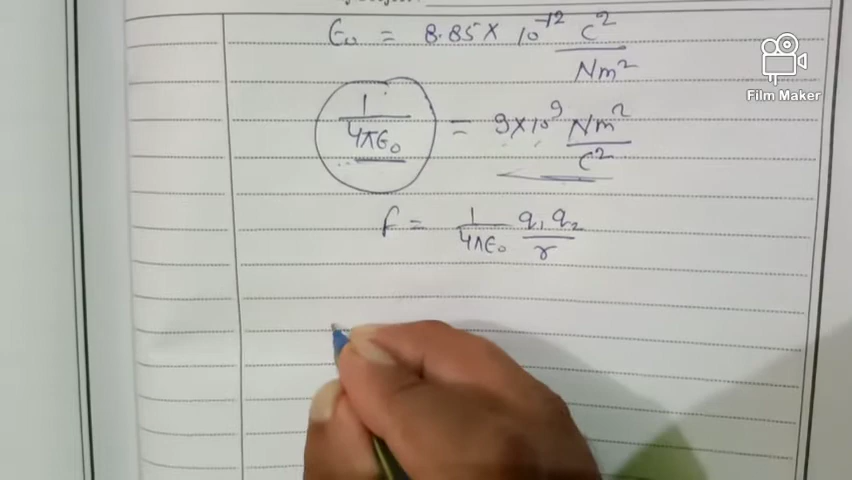 ϵ₀ = 8.85 × 10⁻¹² C²/Nm²
1/4πϵ₀ = 9×10⁹ Nm²/C²
F = 1/4πϵ₀ q₁q₂/r
Film Maker